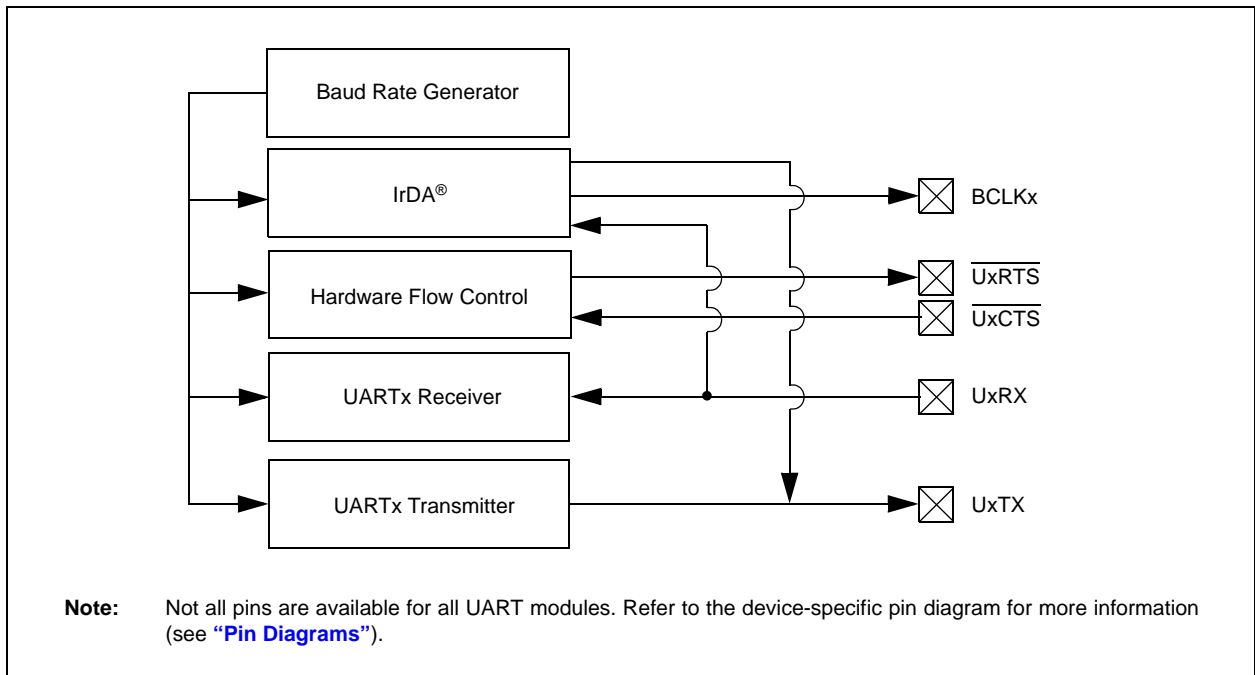 Baud Rate Generator
IrDA®
BCLKx
UxRTS
Hardware Flow Control
UxCTS
UARTx Receiver
UxRX
UARTx Transmitter
UxTX
Note: Not all pins are available for all UART modules. Refer to the device-specific pin diagram for more information
(see “Pin Diagrams”).